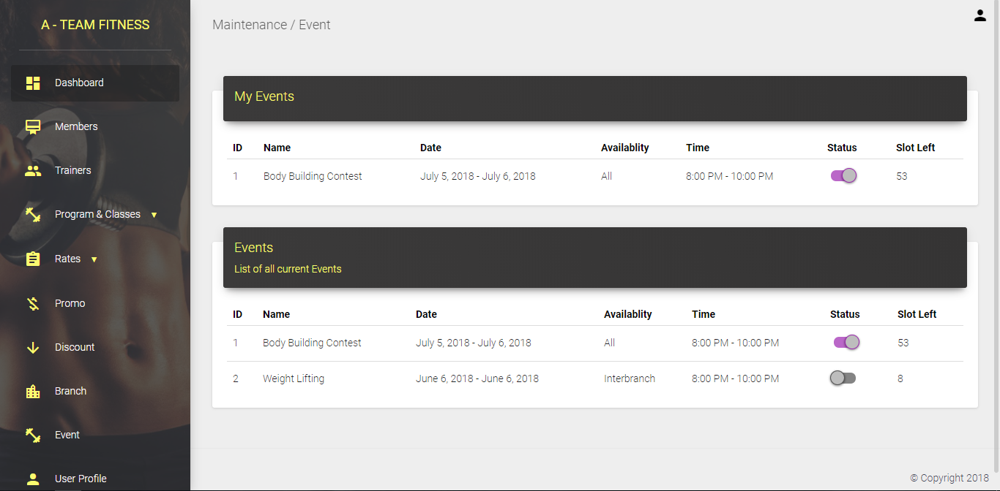 A - TEAM FITNESS
Dashboard
Members
Trainers
Program & Classes
Rates
Promo
Discount
Branch
Event
User Profile
Maintenance / Event
My Events
ID Name Date Availablity Time Status Slot Left
1 Body Building Contest July 5, 2018 - July 6, 2018 All 8:00 PM - 10:00 PM 53
Events
List of all current Events
ID Name Date Availablity Time Status Slot Left
1 Body Building Contest July 5, 2018 - July 6, 2018 All 8:00 PM - 10:00 PM 53
2 Weight Lifting June 6, 2018 - June 6, 2018 Interbranch 8:00 PM - 10:00 PM 8
© Copyright 2018